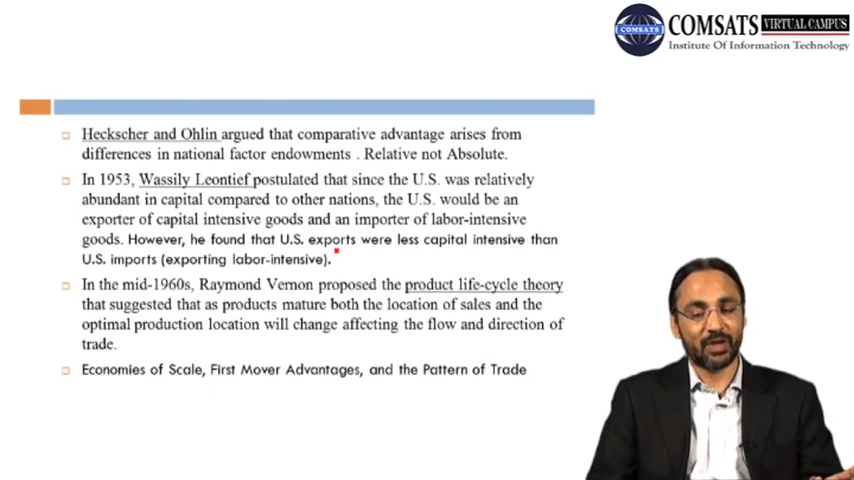 COMSATS
COMSATS VIRTUAL CAMPUS
Institute Of Information Technology
Heckscher and Ohlin argued that comparative advantage arises from
differences in national factor endowments . Relative not Absolute.
In 1953, Wassily Leontief postulated that since the U.S. was relatively
abundant in capital compared to other nations, the U.S. would be an
exporter of capital intensive goods and an importer of labor-intensive
goods. However, he found that U.S. exports were less capital intensive than
U.S. imports (exporting labor-intensive).
In the mid-1960s, Raymond Vernon proposed the product life-cycle theory
that suggested that as products mature both the location of sales and the
optimal production location will change affecting the flow and direction of
trade.
Economies of Scale, First Mover Advantages, and the Pattern of Trade